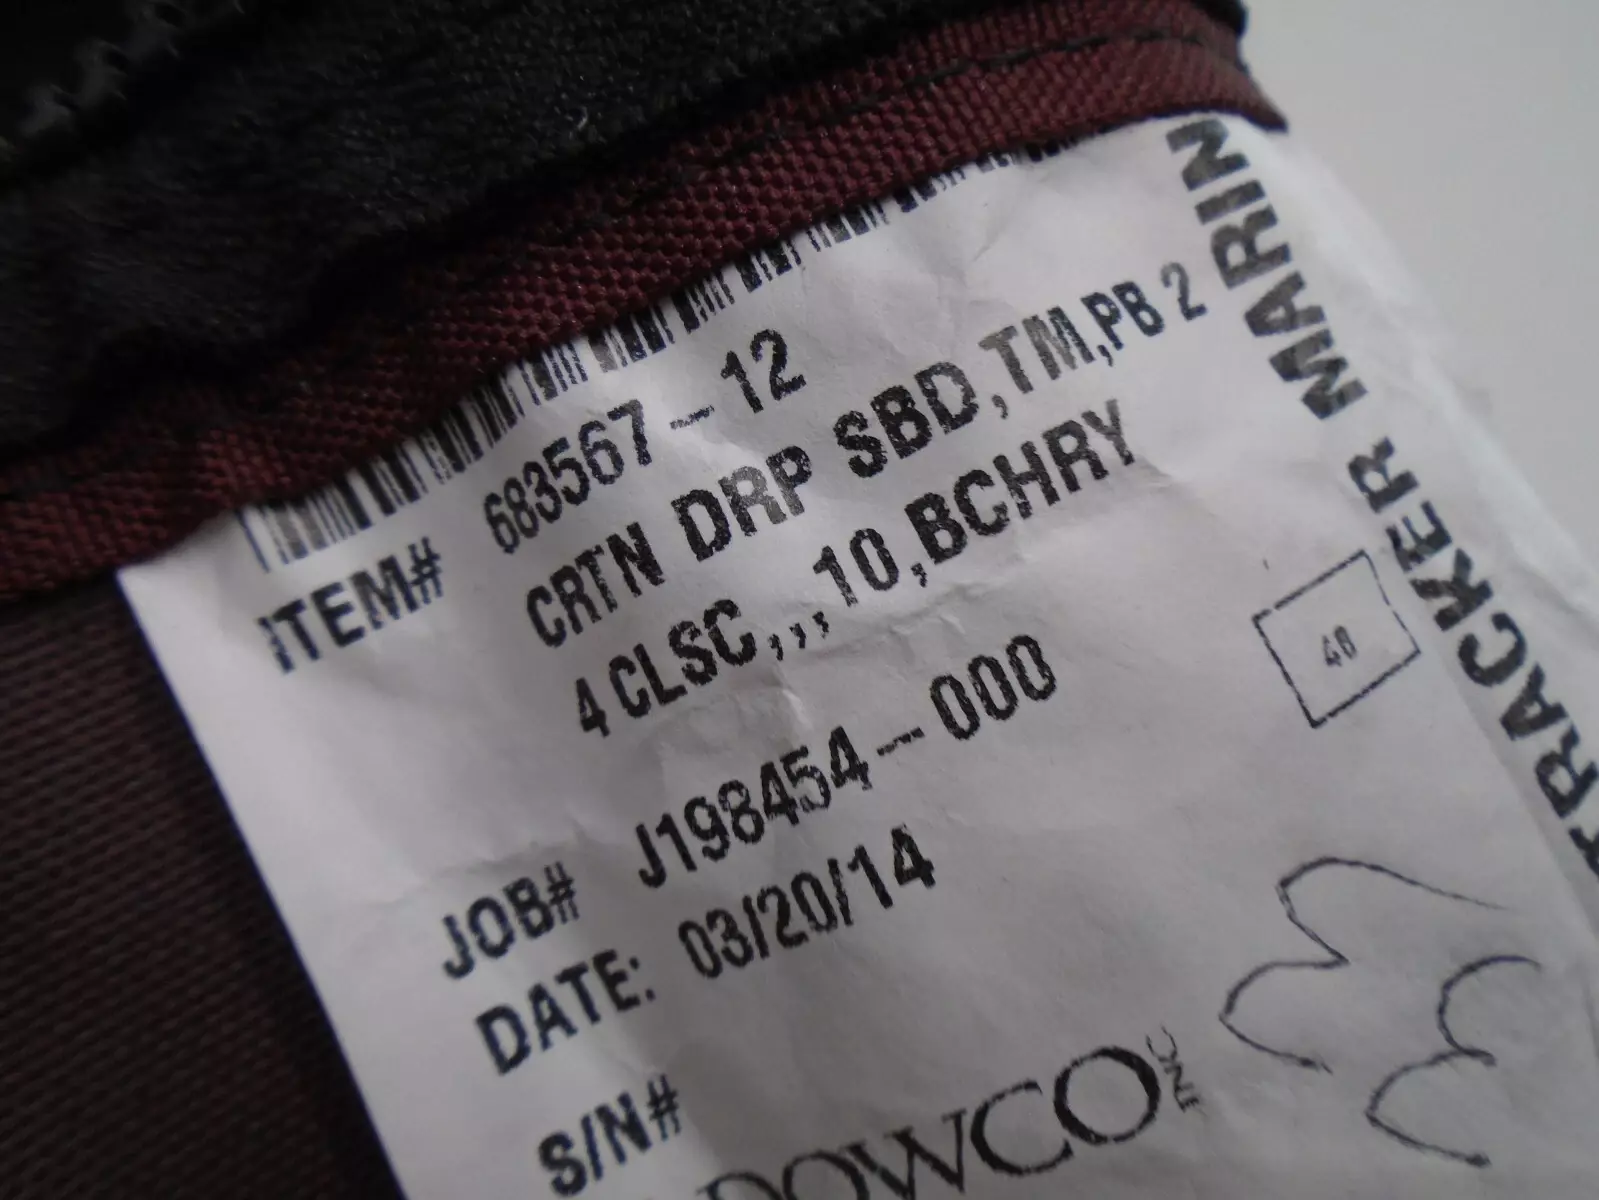 ITEM# 683567-12
CRTN DRP SBD,TM,PB 2
4 CLSC,,,10,BCHRY
JOB# J198454-000
DATE: 03/20/14
S/N#
DOWCO INC
TRACKER MARIN